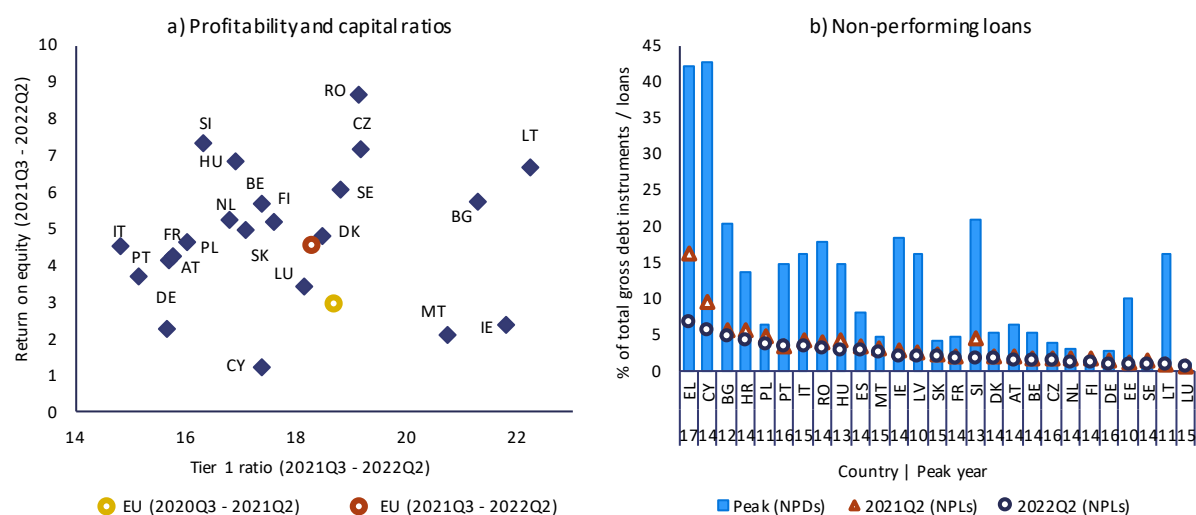 a) Profitability and capital ratios
Return on equity (2021Q3 - 2022Q2)
10
9
8
7
6
5
4
3
2
1
0
RO
CZ
SI
LT
HU
BE
FI
SE
BG
NL
DK
IT
FR
PL
SK
PT
AT
LU
DE
MT
IE
CY
14 16 18 20 22
Tier 1 ratio (2021Q3 - 2022Q2)
EU (2020Q3 - 2021Q2) EU (2021Q3 - 2022Q2)
b) Non-performing loans
% of total gross debt instruments / loans
45
40
35
30
25
20
15
10
5
0
EL CY BG HR PL PT IT RO HU ES MT IE LV SK FR SI DK AT BE CZ NL FI DE EE SE LT LU
17 14 12 14 11 16 15 14 13 14 15 14 10 15 14 13 14 14 14 16 14 14 16 10 14 11 15
Country | Peak year
Peak (NPDs) 2021Q2 (NPLs) 2022Q2 (NPLs)